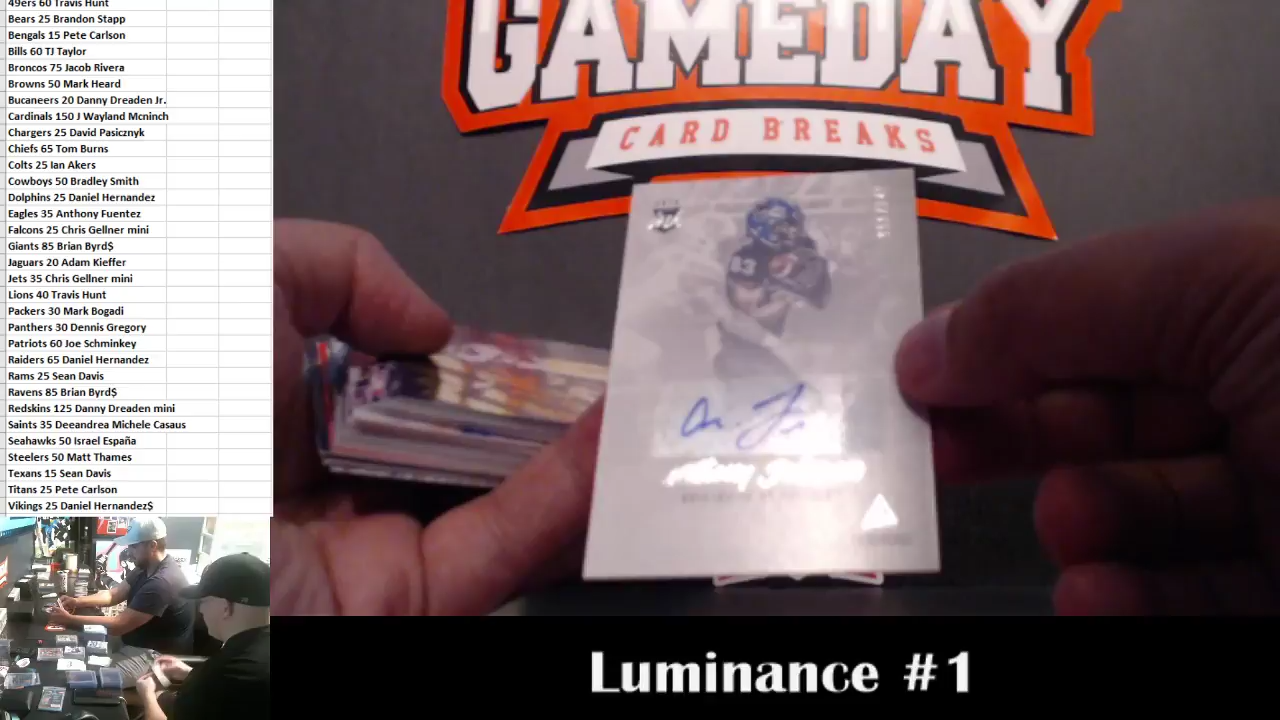 49ers 60 Travis Hunt
Bears 25 Brandon Stapp
Bengals 15 Pete Carlson
Bills 60 TJ Taylor
Broncos 75 Jacob Rivera
Browns 50 Mark Heard
Bucaneers 20 Danny Dreaden Jr.
Cardinals 150 J Wayland Mcninch
Chargers 25 David Pasicznyk
Chiefs 65 Tom Burns
Colts 25 Ian Akers
Cowboys 50 Bradley Smith
Dolphins 25 Daniel Hernandez
Eagles 35 Anthony Fuentez
Falcons 25 Chris Gellner mini
Giants 85 Brian Byrd$
Jaguars 20 Adam Kieffer
Jets 35 Chris Gellner mini
Lions 40 Travis Hunt
Packers 30 Mark Bogadi
Panthers 30 Dennis Gregory
Patriots 60 Joe Schminkey
Raiders 65 Daniel Hernandez
Rams 25 Sean Davis
Ravens 85 Brian Byrd$
Redskins 125 Danny Dreaden mini
Saints 35 Deeandrea Michele Casaus
Seahawks 50 Israel España
Steelers 50 Matt Thames
Texans 15 Sean Davis
Titans 25 Pete Carlson
Vikings 25 Daniel Hernandez$
GAMEDAY
CARD BREAKS
83
Luminance #1